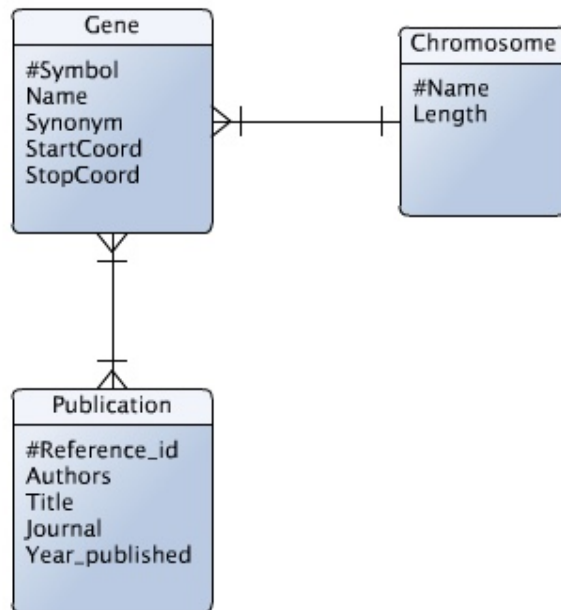 Gene
#Symbol
Name
Synonym
StartCoord
StopCoord
Chromosome
#Name
Length
Publication
#Reference_id
Authors
Title
Journal
Year_published